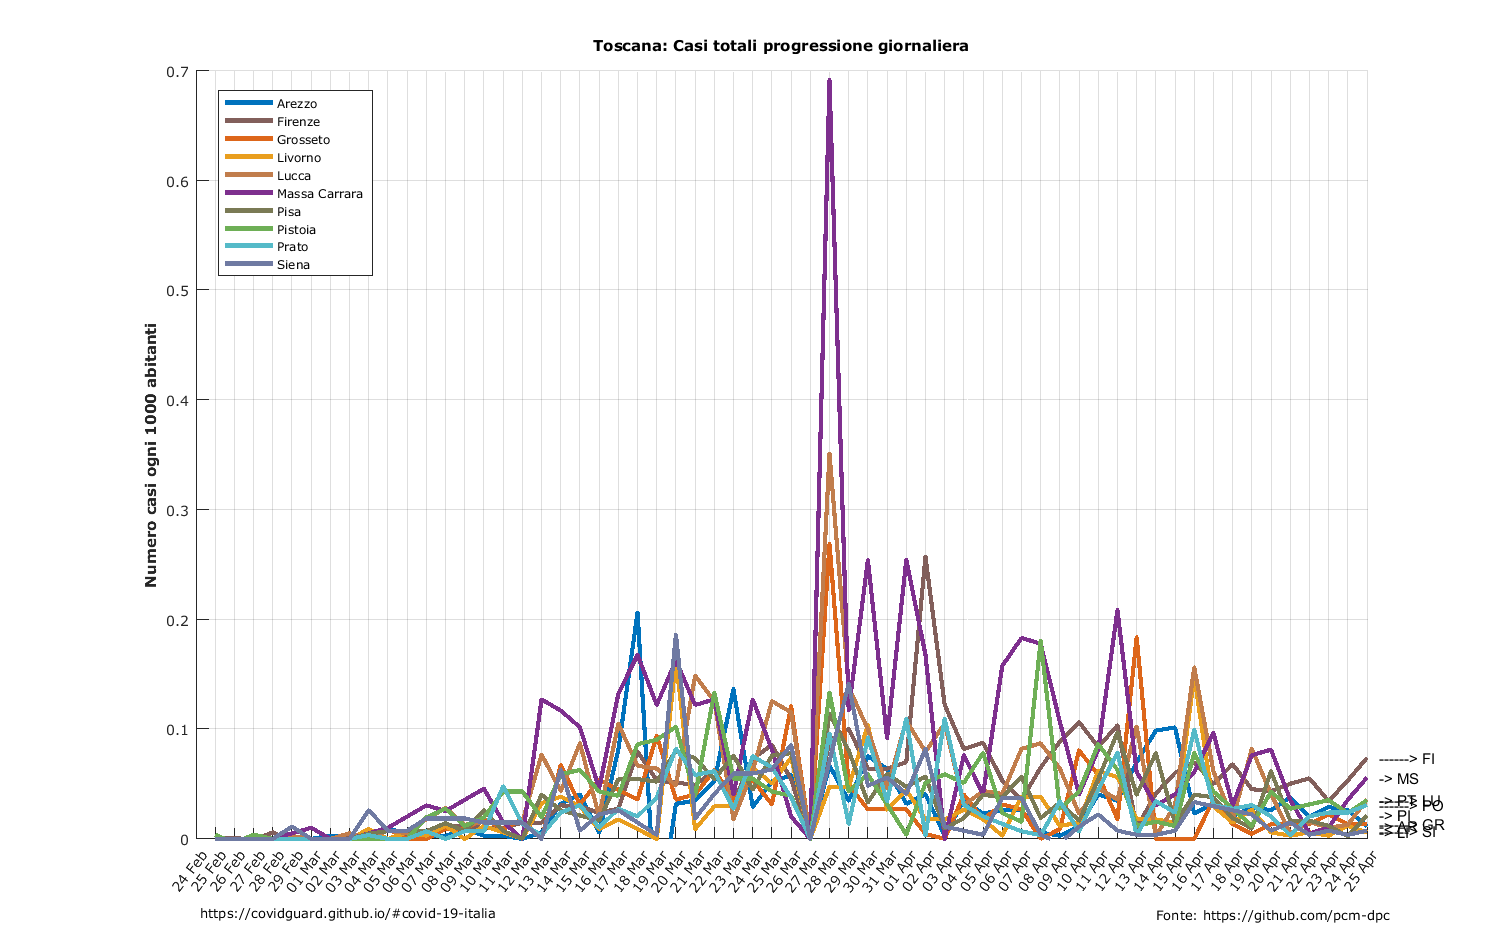 Toscana: Casi totali progressione giornaliera
Numero casi ogni 1000 abitanti
0.7
0.6
0.5
0.4
0.3
0.2
0.1
0
Arezzo
Firenze
Grosseto
Livorno
Lucca
Massa Carrara
Pisa
Pistoia
Prato
Siena
------> FI
-> MS
-> PT
LU
PO
-> PI
GR
SI
24 Feb
25 Feb
26 Feb
27 Feb
28 Feb
29 Feb
01 Mar
02 Mar
03 Mar
04 Mar
05 Mar
06 Mar
07 Mar
08 Mar
09 Mar
10 Mar
11 Mar
12 Mar
13 Mar
14 Mar
15 Mar
16 Mar
17 Mar
18 Mar
19 Mar
20 Mar
21 Mar
22 Mar
23 Mar
24 Mar
25 Mar
26 Mar
27 Mar
28 Mar
29 Mar
30 Mar
31 Mar
01 Apr
02 Apr
03 Apr
04 Apr
05 Apr
06 Apr
07 Apr
08 Apr
09 Apr
10 Apr
11 Apr
12 Apr
13 Apr
14 Apr
15 Apr
16 Apr
17 Apr
18 Apr
19 Apr
20 Apr
21 Apr
22 Apr
23 Apr
24 Apr
25 Apr
https://covidguard.github.io/#covid-19-italia
Fonte: https://github.com/pcm-dpc